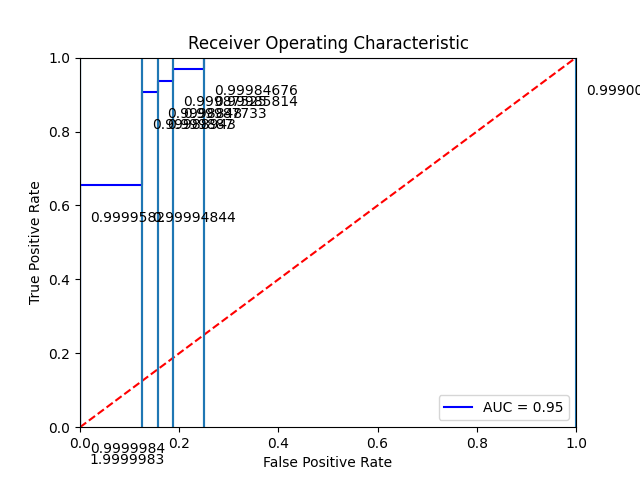 Receiver Operating Characteristic
1.0
0.8
0.6
0.4
0.2
0.0
True Positive Rate
0.99984676
0.99900
0.9999582
0.99994844
AUC = 0.95
0.0 0.2 0.4 0.6 0.8 1.0
0.9999984
1.9999983
False Positive Rate